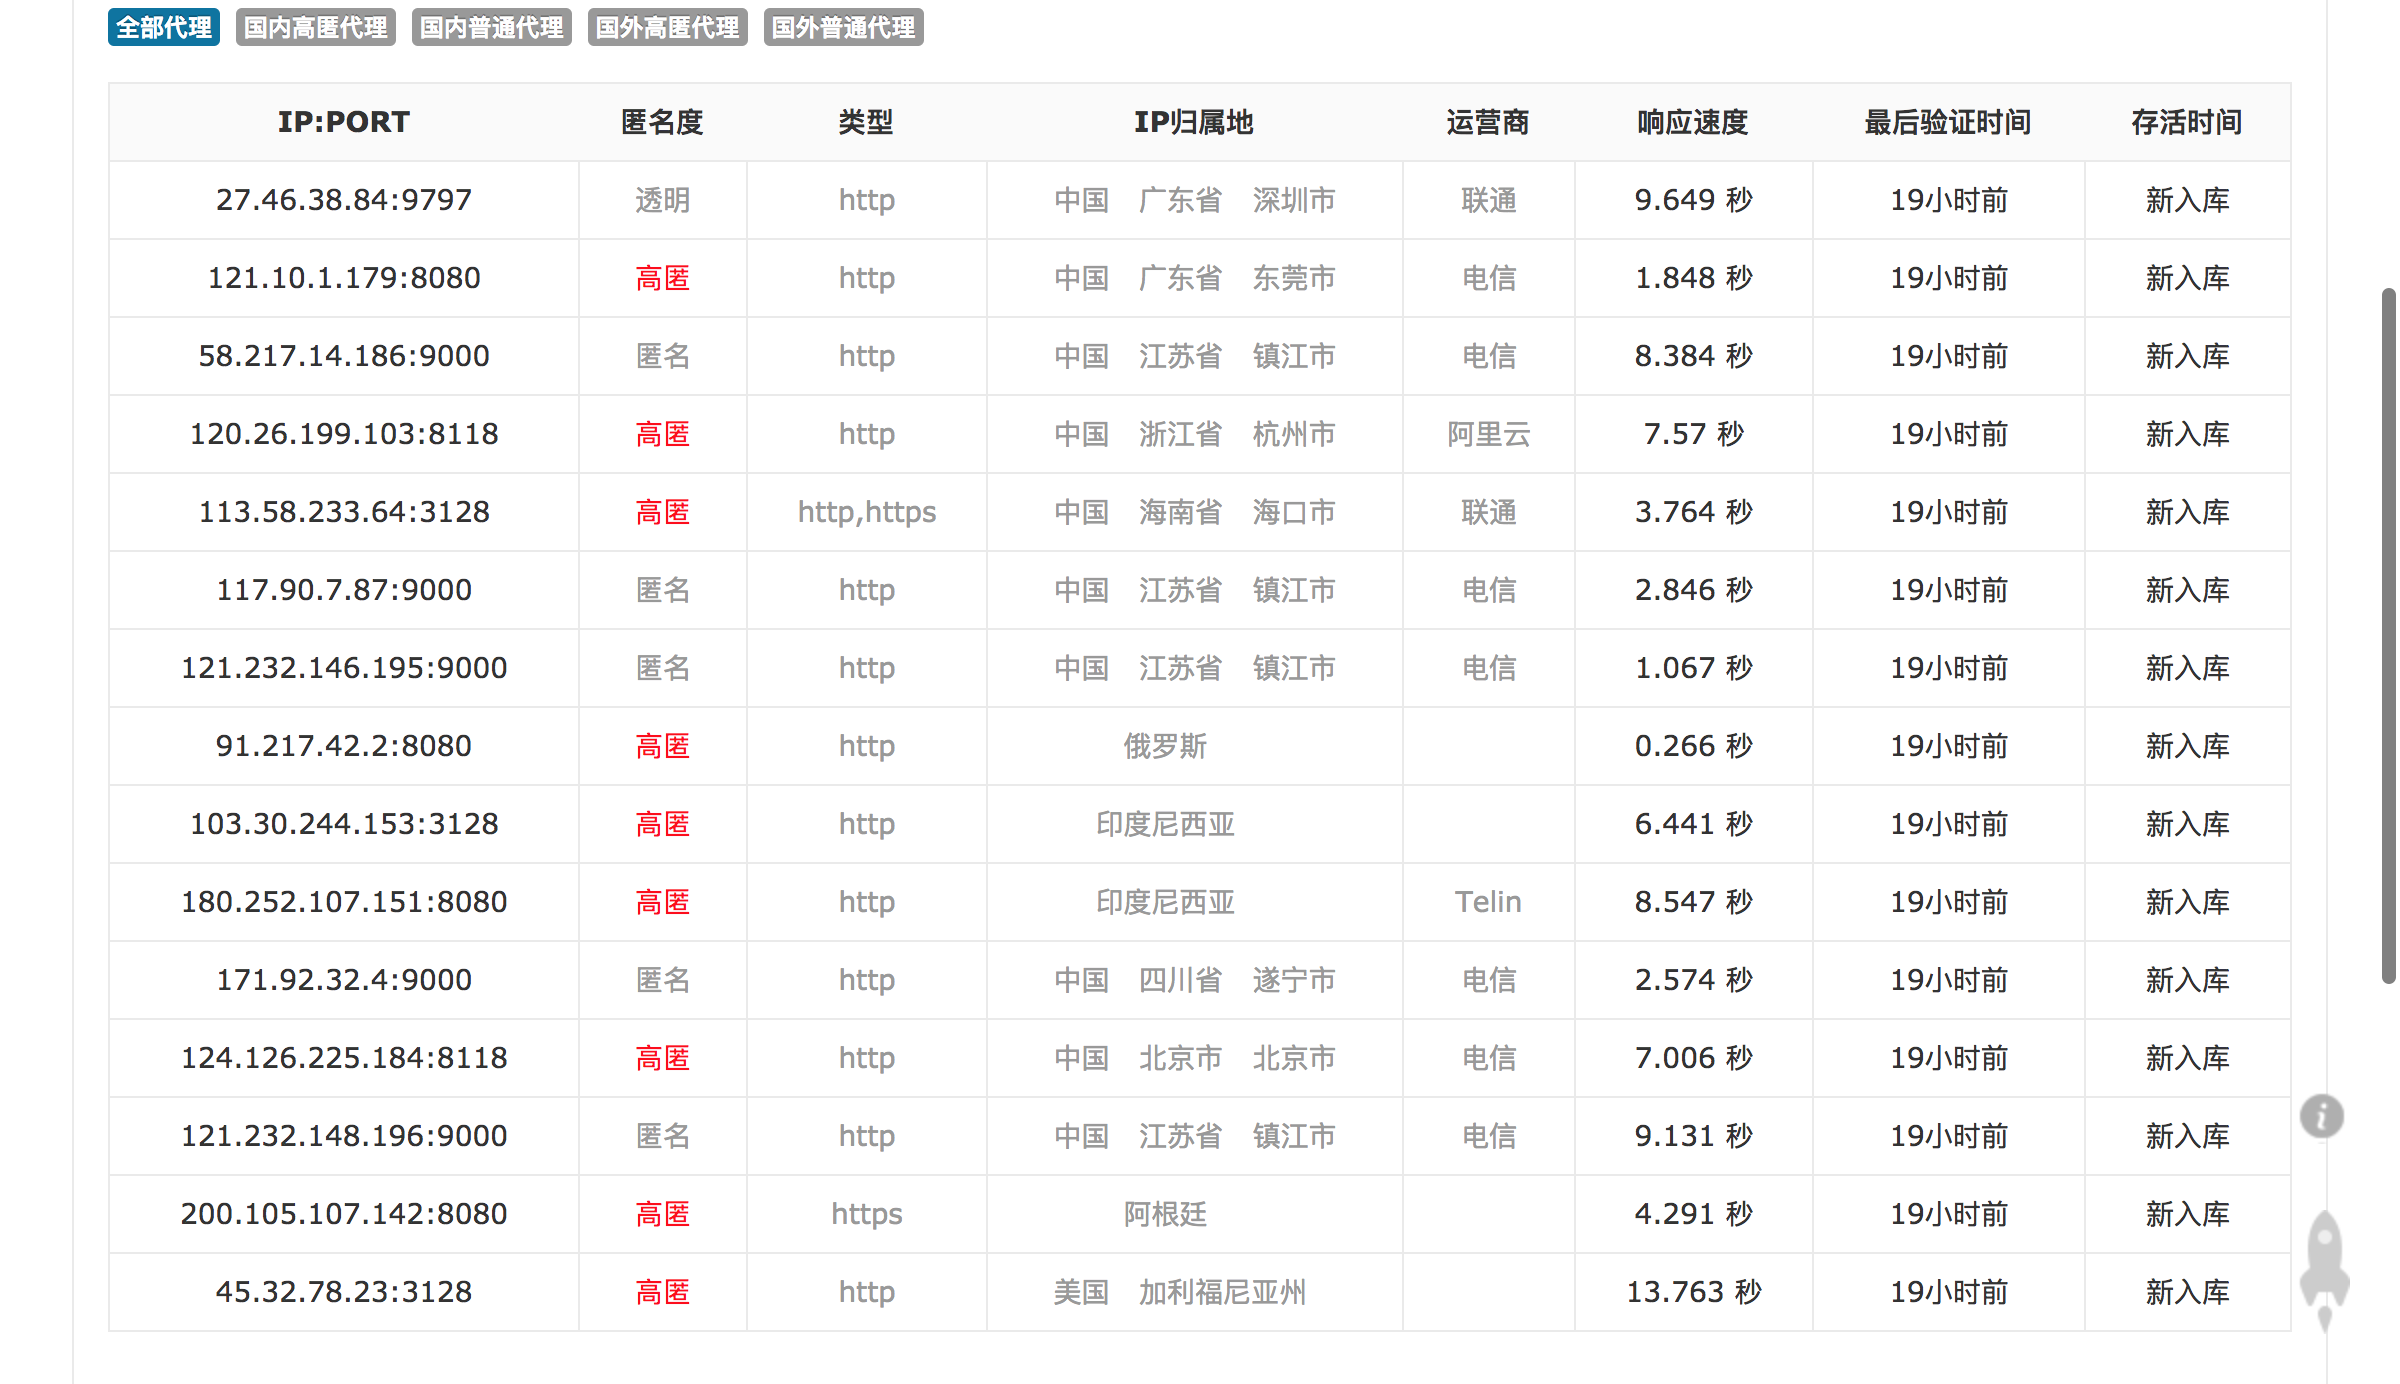 全部代理 国内高匿代理 国内普通代理 国外高匿代理 国外普通代理
IP:PORT 匿名度 类型 IP归属地 运营商 响应速度 最后验证时间 存活时间
27.46.38.84:9797 透明 http 中国 广东省 深圳市 联通 9.649 秒 19小时前 新入库
121.10.1.179:8080 高匿 http 中国 广东省 东莞市 电信 1.848 秒 19小时前 新入库
58.217.14.186:9000 匿名 http 中国 江苏省 镇江市 电信 8.384 秒 19小时前 新入库
120.26.199.103:8118 高匿 http 中国 浙江省 杭州市 阿里云 7.57 秒 19小时前 新入库
113.58.233.64:3128 高匿 http,https 中国 海南省 海口市 联通 3.764 秒 19小时前 新入库
117.90.7.87:9000 匿名 http 中国 江苏省 镇江市 电信 2.846 秒 19小时前 新入库
121.232.146.195:9000 匿名 http 中国 江苏省 镇江市 电信 1.067 秒 19小时前 新入库
91.217.42.2:8080 高匿 http 俄罗斯 0.266 秒 19小时前 新入库
103.30.244.153:3128 高匿 http 印度尼西亚 6.441 秒 19小时前 新入库
180.252.107.151:8080 高匿 http 印度尼西亚 Telin 8.547 秒 19小时前 新入库
171.92.32.4:9000 匿名 http 中国 四川省 遂宁市 电信 2.574 秒 19小时前 新入库
124.126.225.184:8118 高匿 http 中国 北京市 北京市 电信 7.006 秒 19小时前 新入库
121.232.148.196:9000 匿名 http 中国 江苏省 镇江市 电信 9.131 秒 19小时前 新入库
200.105.107.142:8080 高匿 https 阿根廷 4.291 秒 19小时前 新入库
45.32.78.23:3128 高匿 http 美国 加利福尼亚州 13.763 秒 19小时前 新入库